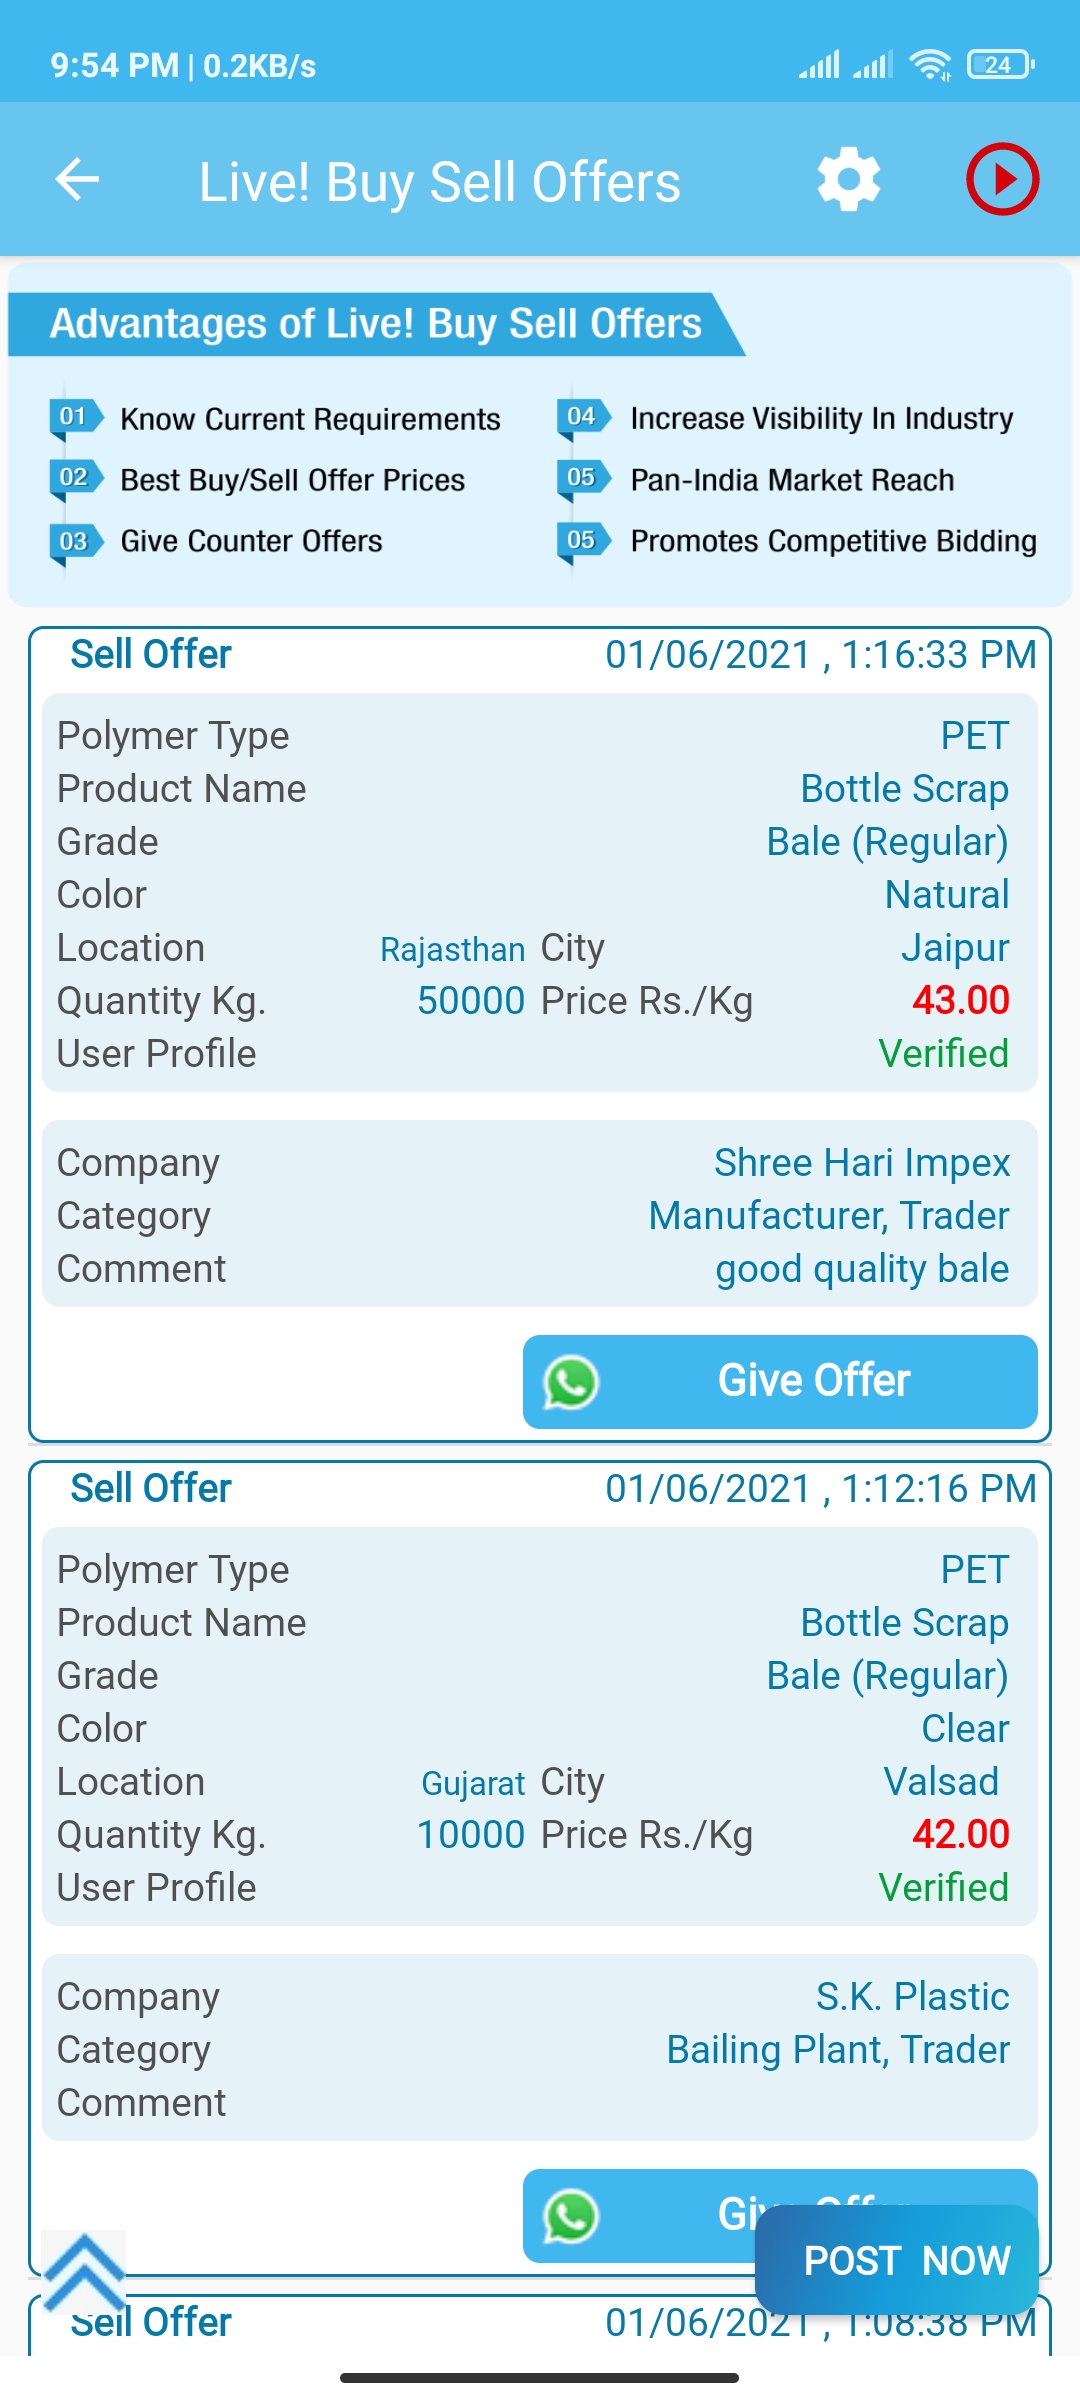 9:54 PM | 0.2KB/s 24
Live! Buy Sell Offers
Advantages of Live! Buy Sell Offers
01 Know Current Requirements
02 Best Buy/Sell Offer Prices
03 Give Counter Offers
04 Increase Visibility In Industry
05 Pan-India Market Reach
05 Promotes Competitive Bidding
Sell Offer 01/06/2021 , 1:16:33 PM
Polymer Type PET
Product Name Bottle Scrap
Grade Bale (Regular)
Color Natural
Location Rajasthan City Jaipur
Quantity Kg. 50000 Price Rs./Kg 43.00
User Profile Verified
Company Shree Hari Impex
Category Manufacturer, Trader
Comment good quality bale
Give Offer
Sell Offer 01/06/2021 , 1:12:16 PM
Polymer Type PET
Product Name Bottle Scrap
Grade Bale (Regular)
Color Clear
Location Gujarat City Valsad
Quantity Kg. 10000 Price Rs./Kg 42.00
User Profile Verified
Company S.K. Plastic
Category Bailing Plant, Trader
Comment
Give Offer
POST NOW
Sell Offer 01/06/2021 , 1:08:38 PM